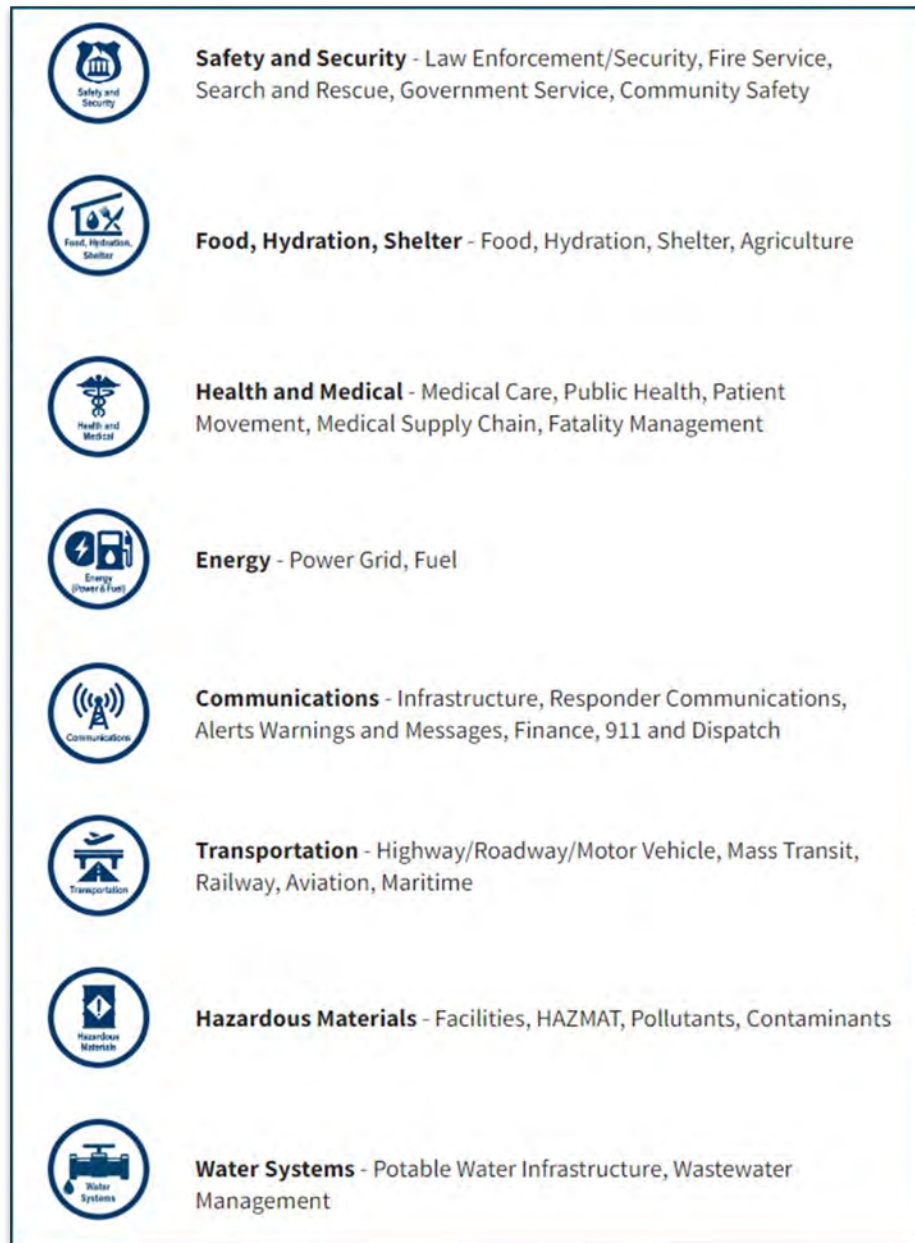 Safety and
Security
Safety and Security - Law Enforcement/Security, Fire Service,
Search and Rescue, Government Service, Community Safety
Food, Hydration,
Shelter
Food, Hydration, Shelter - Food, Hydration, Shelter, Agriculture
Health and
Medical
Health and Medical - Medical Care, Public Health, Patient
Movement, Medical Supply Chain, Fatality Management
Energy
(Power & Fuel)
Energy - Power Grid, Fuel
Communications
Communications - Infrastructure, Responder Communications,
Alerts Warnings and Messages, Finance, 911 and Dispatch
Transportation
Transportation - Highway/Roadway/Motor Vehicle, Mass Transit,
Railway, Aviation, Maritime
Hazardous
Materials
Hazardous Materials - Facilities, HAZMAT, Pollutants, Contaminants
Water
Systems
Water Systems - Potable Water Infrastructure, Wastewater
Management